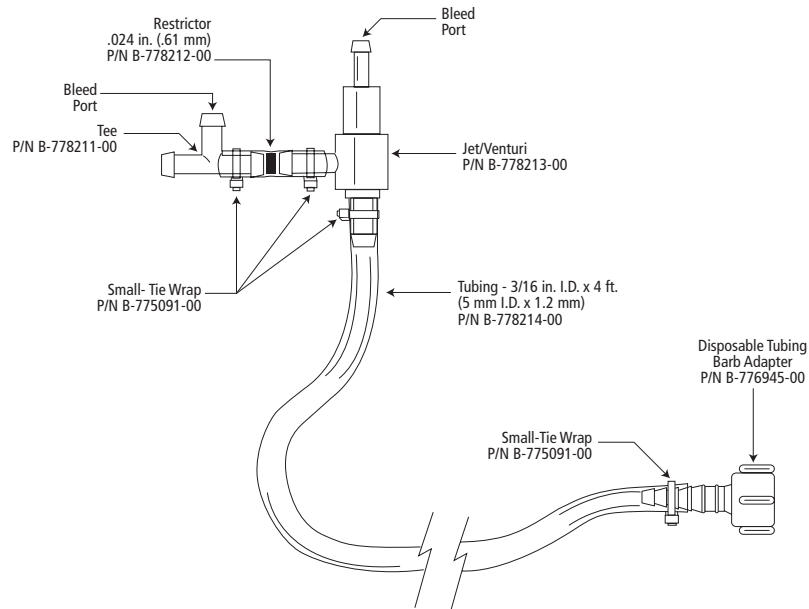 Restrictor
.024 in. (.61 mm)
P/N B-778212-00
Bleed
Port
Bleed
Port
Tee
P/N B-778211-00
Jet/Venturi
P/N B-778213-00
Small- Tie Wrap
P/N B-775091-00
Tubing - 3/16 in. I.D. x 4 ft.
(5 mm I.D. x 1.2 mm)
P/N B-778214-00
Disposable Tubing
Barb Adapter
P/N B-776945-00
Small-Tie Wrap
P/N B-775091-00